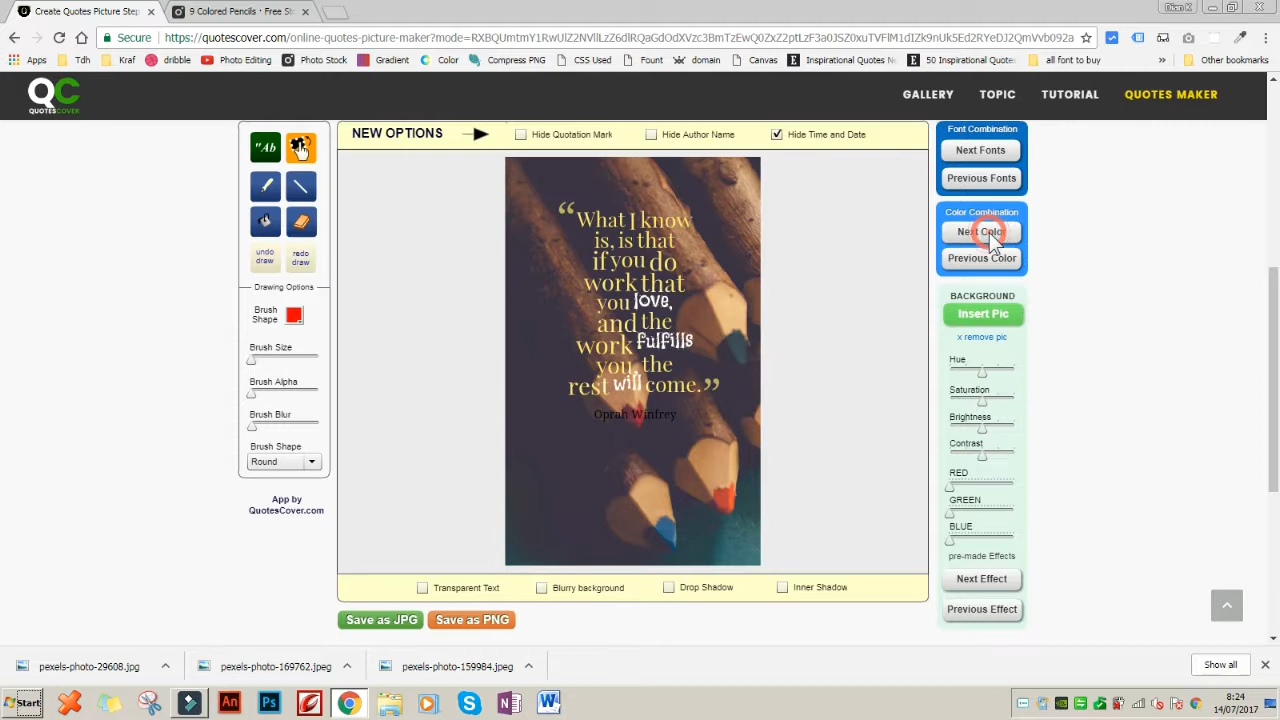 Create Quotes Picture Step
9 Colored Pencils • Free St
Secure
https://quotescover.com/online-quotes-picture-maker?mode=
Apps
Tdh
Kraf
dribble
Photo Editing
Photo Stock
Gradient
Color
Compress PNG
CSS Used
Fount
domain
Canvas
Inspirational Quotes
50 Inspirational Quo
all font to buy
»
Other bookmarks
QC
QUOTESCOVER
GALLERY
TOPIC
TUTORIAL
QUOTES MAKER
NEW OPTIONS
Hide Quotation Mark
Hide Author Name
Hide Time and Date
"Ab
undo
draw
redo
draw
Drawing Options
Brush
Shape
Brush Size
Brush Alpha
Brush Blur
Brush Shape
Round
App by
QuotesCover.com
“What I know
is, is that
if you do
work that
you love,
and the
work fulfills
you, the
rest will come.”
Oprah Winfrey
Transparent Text
Blurry background
Drop Shadow
Inner Shadow
Save as JPG
Save as PNG
Font Combination
Next Fonts
Previous Fonts
Color Combination
Next Color
Previous Color
BACKGROUND
Insert Pic
x remove pic
Hue
Saturation
Brightness
Contrast
RED
GREEN
BLUE
pre-made Effects
Next Effect
Previous Effect
pexels-photo-29608.jpg
pexels-photo-169762.jpeg
pexels-photo-159984.jpeg
Show all
Start
An
Ps
8:24
14/07/2017